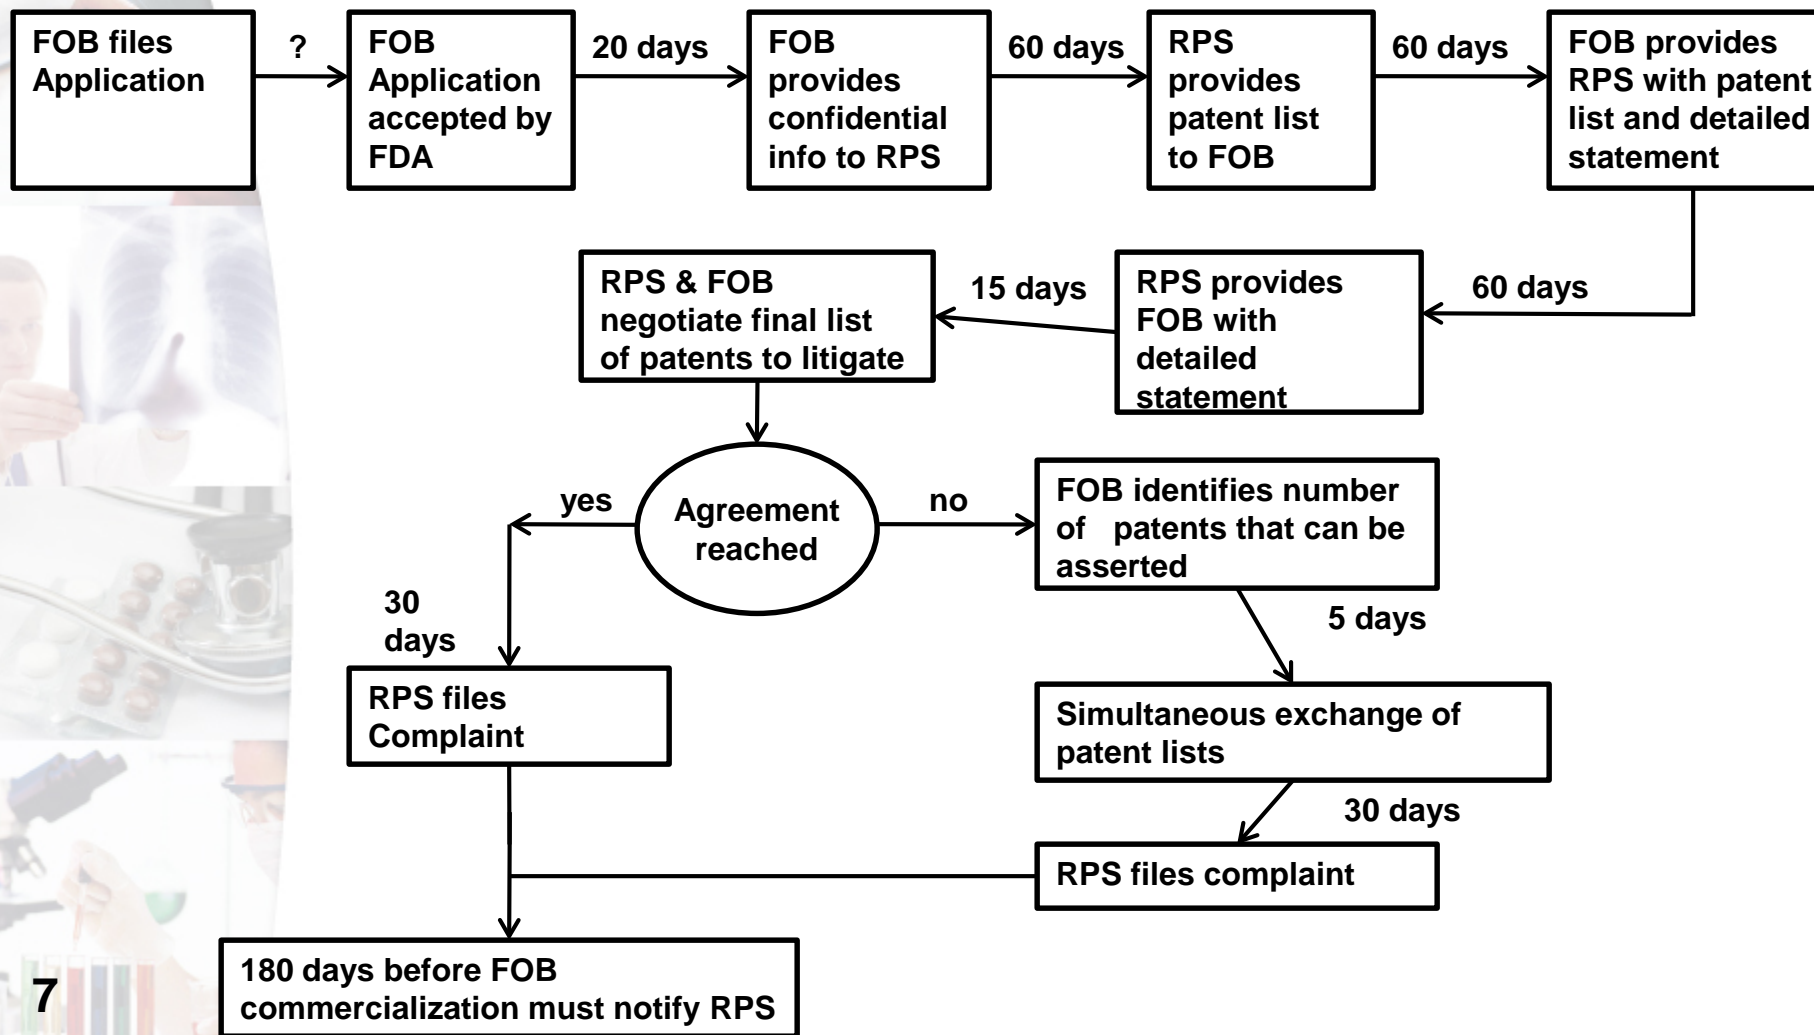 FOB files
Application
?
FOB
Application
accepted by
FDA
20 days
FOB
provides
confidential
info to RPS
60 days
RPS
provides
patent list
to FOB
60 days
FOB provides
RPS with patent
list and detailed
statement
60 days
RPS provides
FOB with
detailed
statement
15 days
RPS & FOB
negotiate final list
of patents to litigate
Agreement
reached
yes
no
30
days
RPS files
Complaint
FOB identifies number
of patents that can be
asserted
5 days
Simultaneous exchange of
patent lists
30 days
RPS files complaint
180 days before FOB
commercialization must notify RPS
7